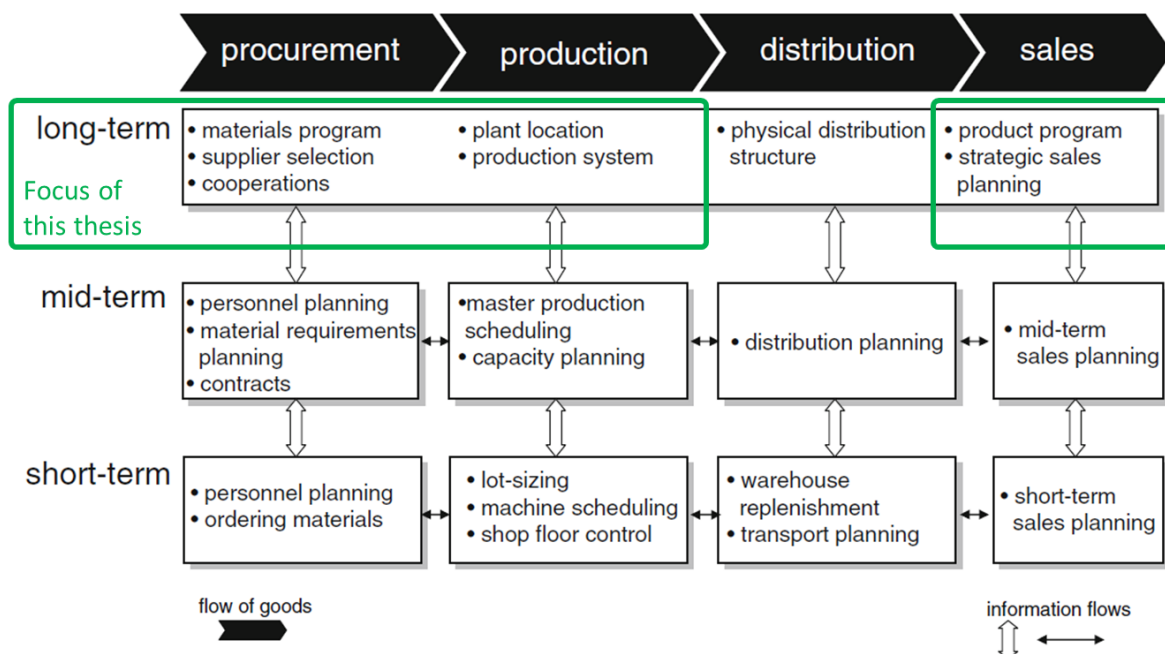 procurement
production
distribution
sales
long-term
• materials program
• supplier selection
• cooperations
• plant location
• production system
• physical distribution
structure
• product program
• strategic sales
planning
Focus of
this thesis
mid-term
• personnel planning
• material requirements
planning
• contracts
•master production
scheduling
• capacity planning
• distribution planning
• mid-term
sales planning
short-term
• personnel planning
• ordering materials
• lot-sizing
• machine scheduling
• shop floor control
• warehouse
replenishment
• transport planning
• short-term
sales planning
flow of goods
information flows